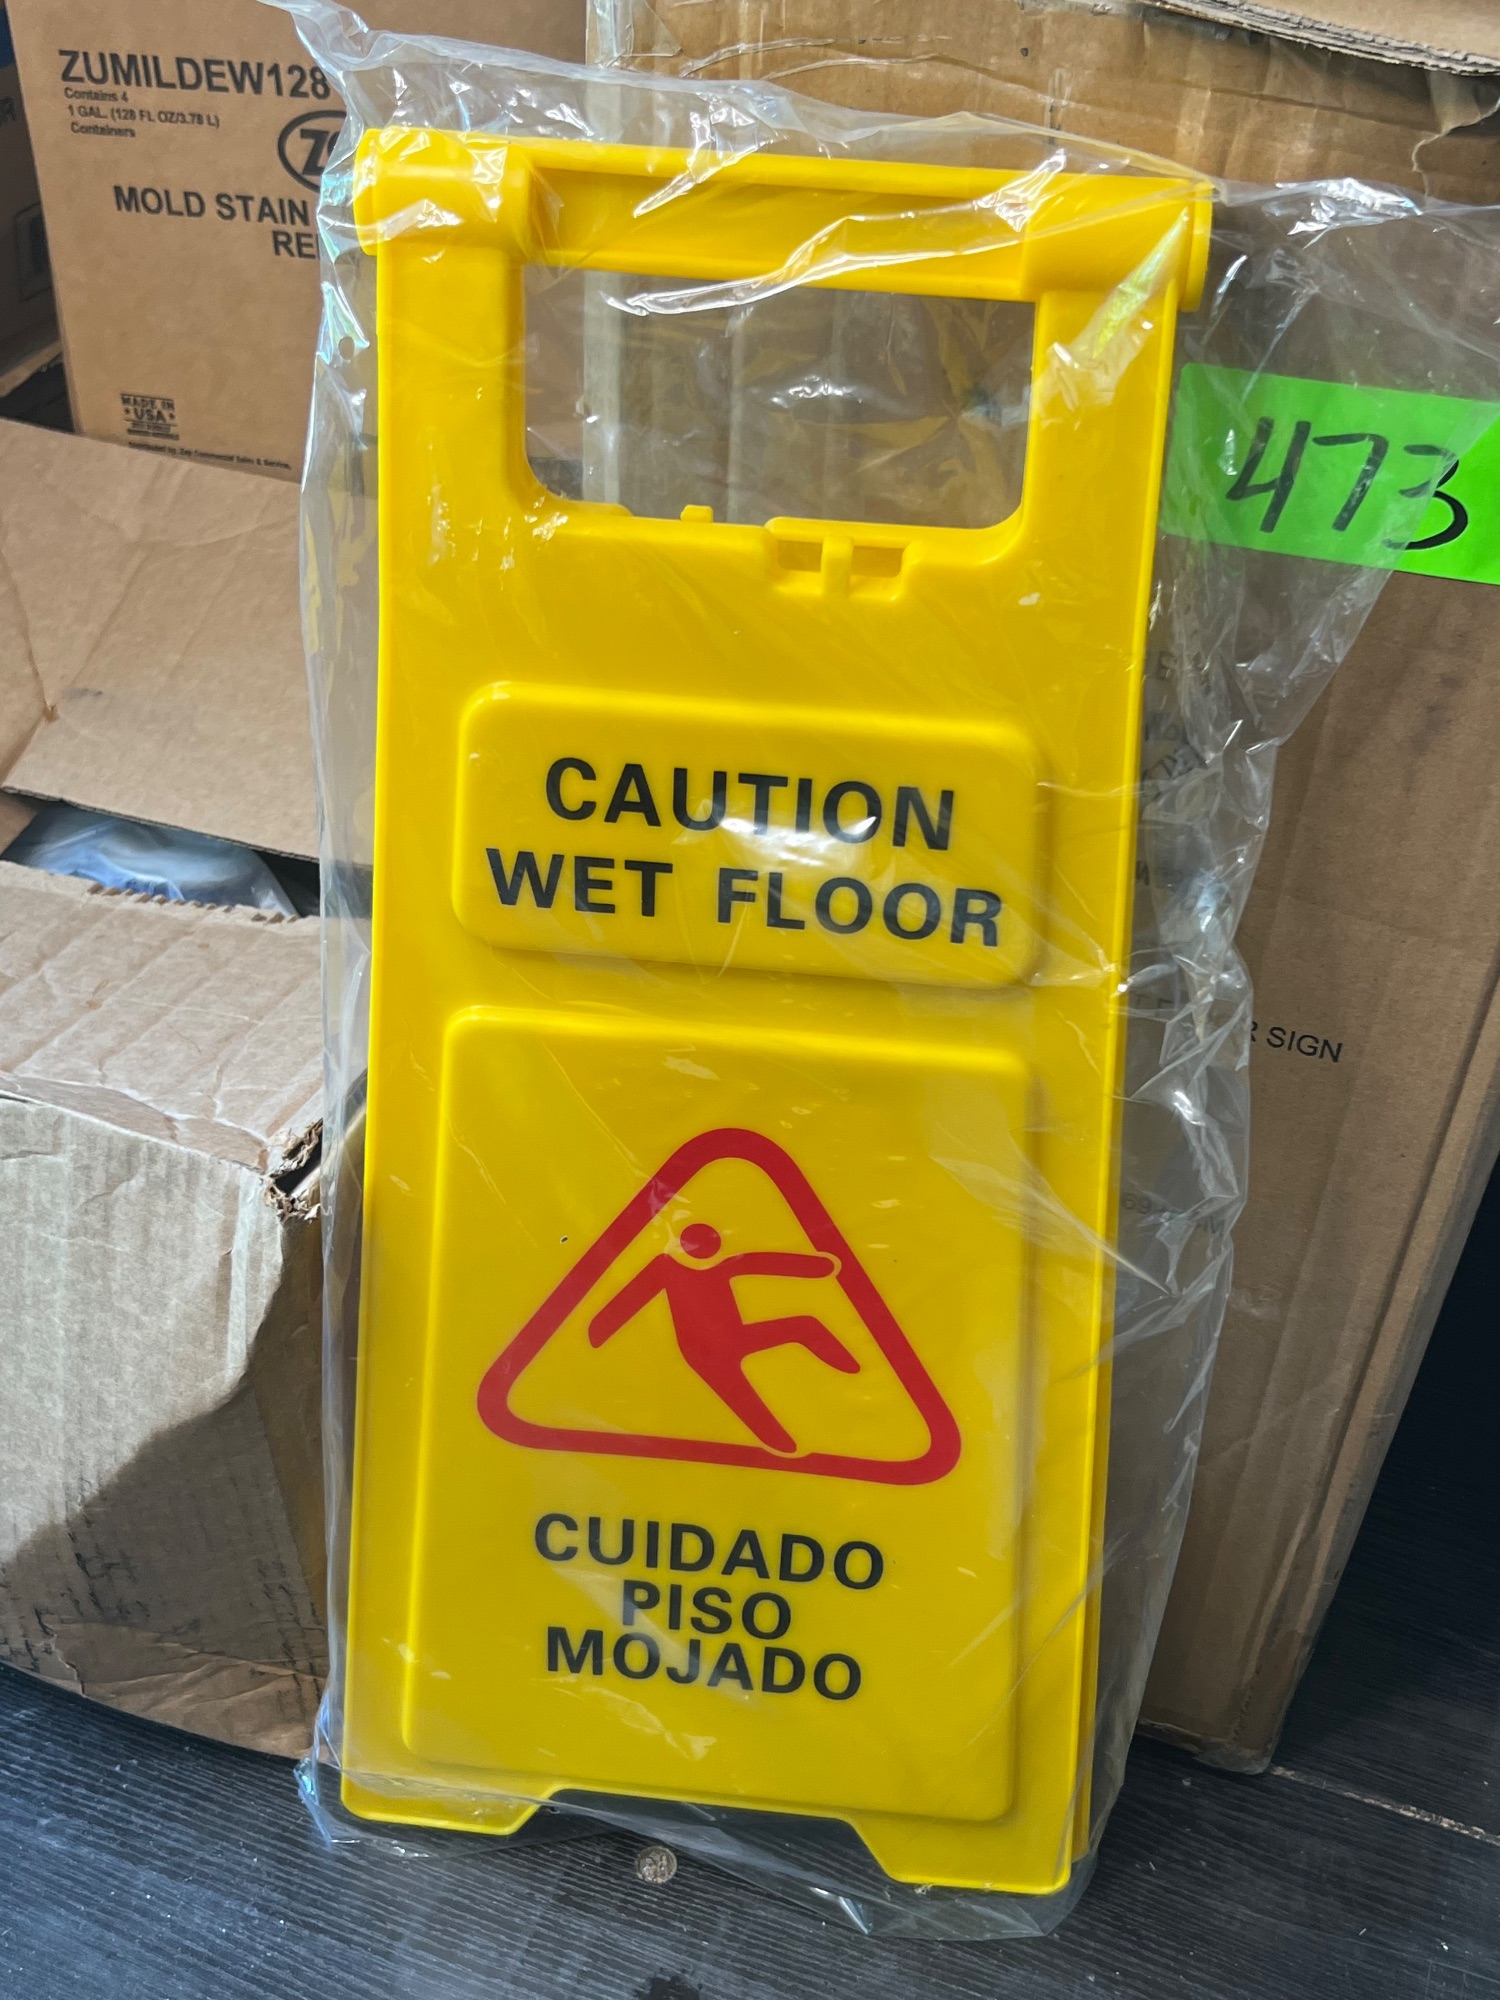 ZUMILDEW128
Contains 4
1 GAL. (128 FL OZ/3.78 L)
Containers
MOLD STAIN
MADE IN
USA
473
CAUTION
WET FLOOR
SIGN
CUIDADO
PISO
MOJADO